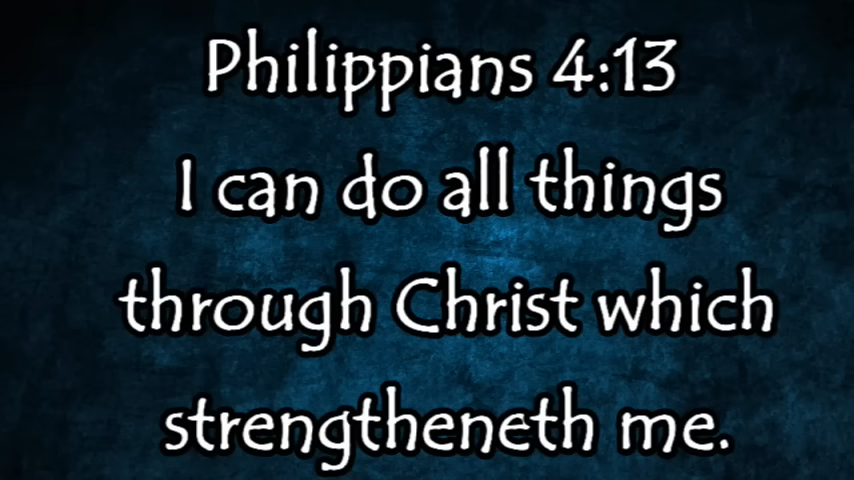 Philippians 4:13
I can do all things
through Christ which
strengtheneth me.